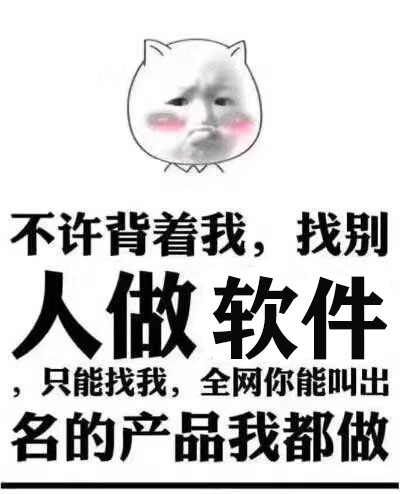 不许背着我，找别
人做软件
，只能找我，全网你能叫出
名的产品我都做